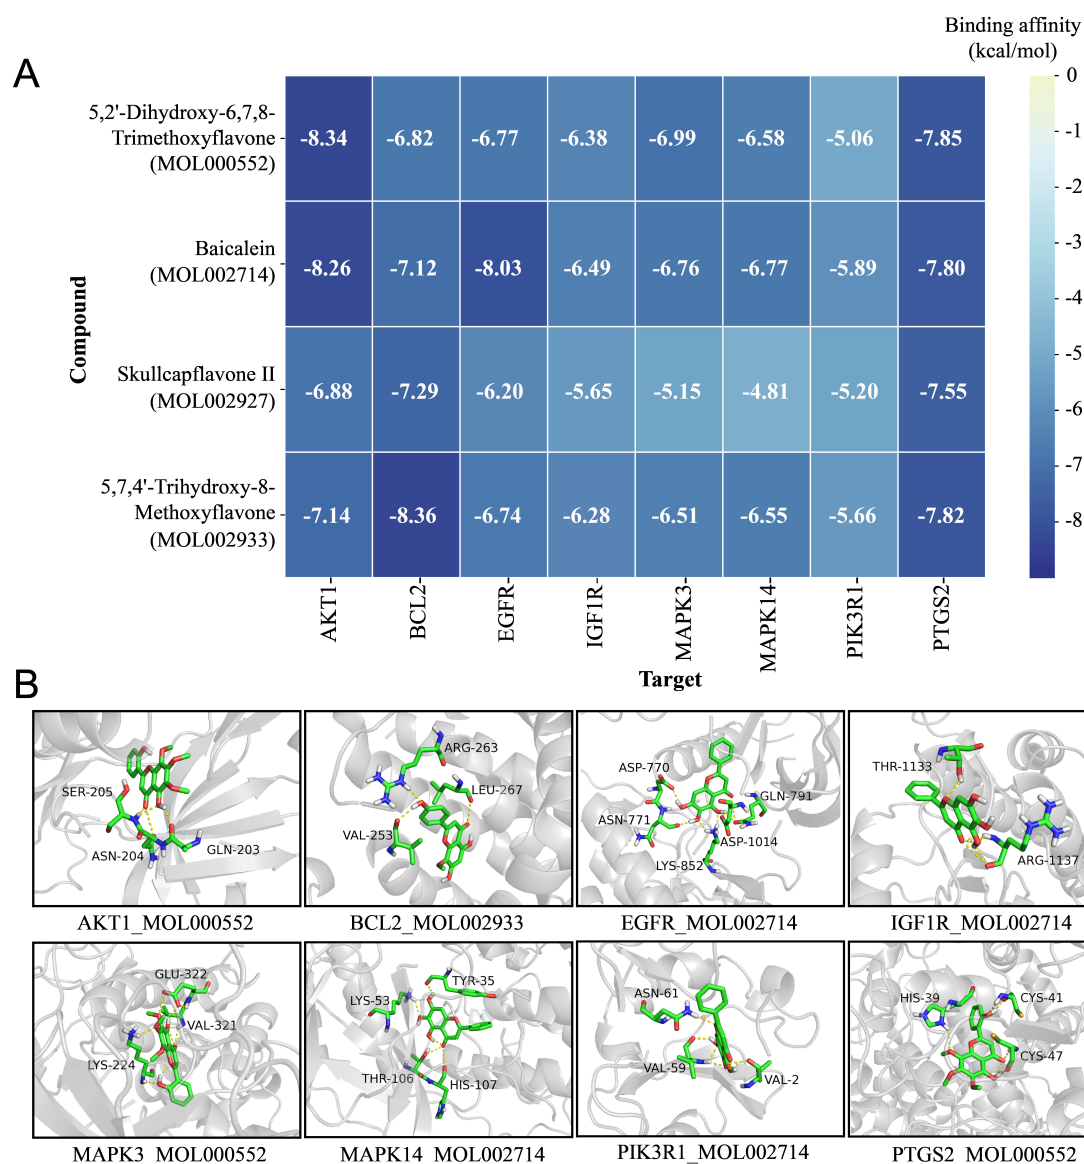 Binding affinity
(kcal/mol)
A
0
-1
-2
-3
-4
-5
-6
-7
-8
Compound
5,2'-Dihydroxy-6,7,8-
Trimethoxyflavone
(MOL000552)
-8.34 -6.82 -6.77 -6.38 -6.99 -6.58 -5.06 -7.85
Baicalein
(MOL002714)
-8.26 -7.12 -8.03 -6.49 -6.76 -6.77 -5.89 -7.80
Skullcapflavone II
(MOL002927)
-6.88 -7.29 -6.20 -5.65 -5.15 -4.81 -5.20 -7.55
5,7,4'-Trihydroxy-8-
Methoxyflavone
(MOL002933)
-7.14 -8.36 -6.74 -6.28 -6.51 -6.55 -5.66 -7.82
AKT1 BCL2 EGFR IGF1R MAPK3 MAPK14 PIK3R1 PTGS2
Target
B
SER-205
ASN-204
GLN-203
AKT1_MOL000552
ARG-263
LEU-267
VAL-253
BCL2_MOL002933
ASP-770
GLN-791
ASN-771
ASP-1014
LYS-852
EGFR_MOL002714
THR-1133
ARG-1137
IGF1R_MOL002714
GLU-322
VAL-321
LYS-224
MAPK3_MOL000552
TYR-35
LYS-53
THR-106
HIS-107
MAPK14_MOL002714
ASN-61
VAL-59
VAL-2
PIK3R1_MOL002714
HIS-39
CYS-41
CYS-47
PTGS2_MOL000552